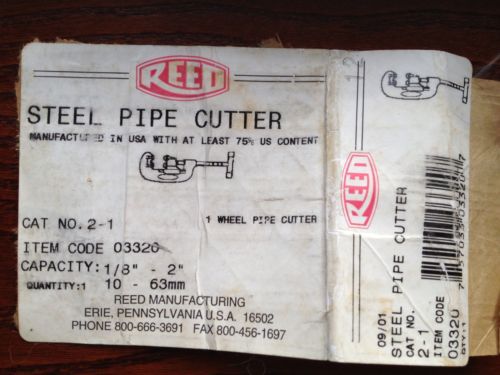 REED
STEEL PIPE CUTTER
MANUFACTURED IN USA WITH AT LEAST 75% US CONTENT
CAT NO. 2-1
1 WHEEL PIPE CUTTER
ITEM CODE 03320
CAPACITY: 1/8" - 2"
QUANTITY:1 10 - 63mm
REED MANUFACTURING
ERIE, PENNSYLVANIA U.S.A. 16502
PHONE 800-666-3691 FAX 800-456-1697
REED
09/01
STEEL PIPE CUTTER
CAT NO.
2-1
ITEM CODE
03320
QTY:1